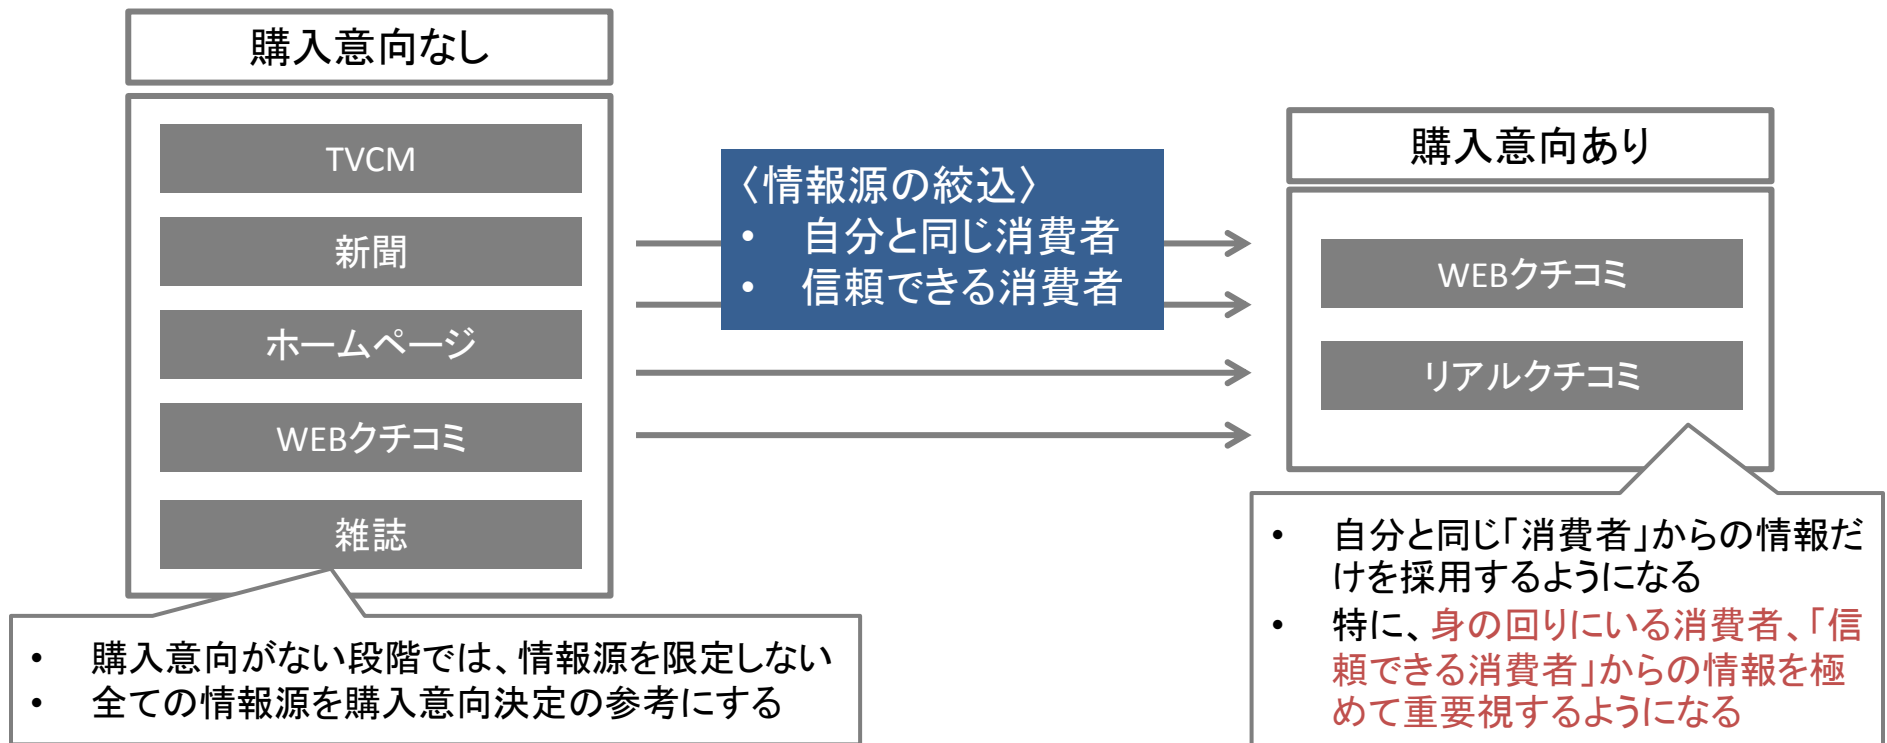 購入意向なし
TVCM
新聞
ホームページ
WEBクチコミ
雑誌
• 購入意向がない段階では、情報源を限定しない
• 全ての情報源を購入意向決定の参考にする
〈情報源の絞込〉
• 自分と同じ消費者
• 信頼できる消費者
購入意向あり
WEBクチコミ
リアルクチコミ
• 自分と同じ「消費者」からの情報だ
けを採用するようになる
• 特に、身の回りにいる消費者、「信
頼できる消費者」からの情報を極
めて重要視するようになる